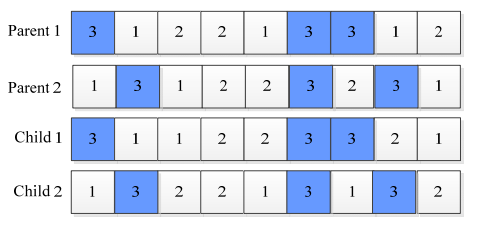 Parent 1 3 1 2 2 1 3 3 1 2
Parent 2 1 3 1 2 2 3 2 3 1
Child 1 3 1 1 2 2 3 3 2 1
Child 2 1 3 2 2 1 3 1 3 2